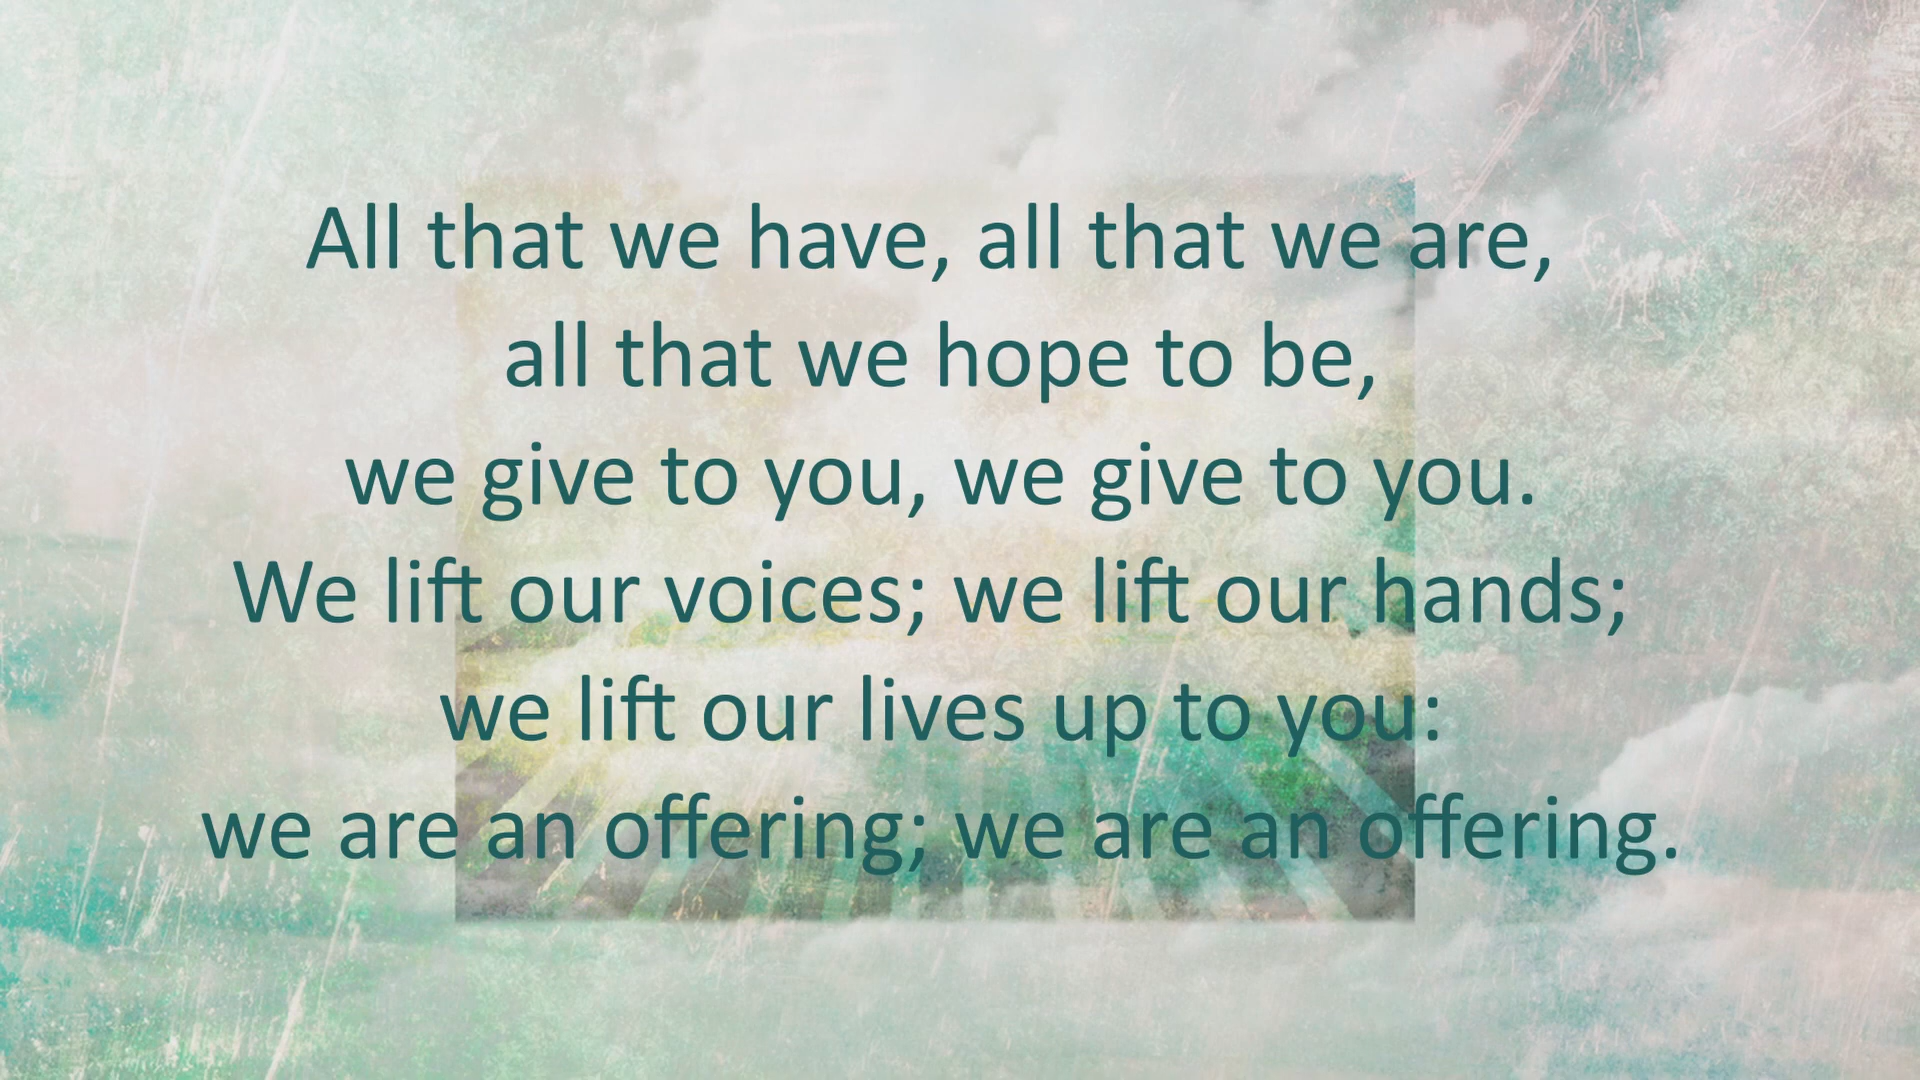 All that we have, all that we are,
all that we hope to be,
we give to you, we give to you.
We lift our voices; we lift our hands;
we lift our lives up to you:
we are an offering; we are an offering.